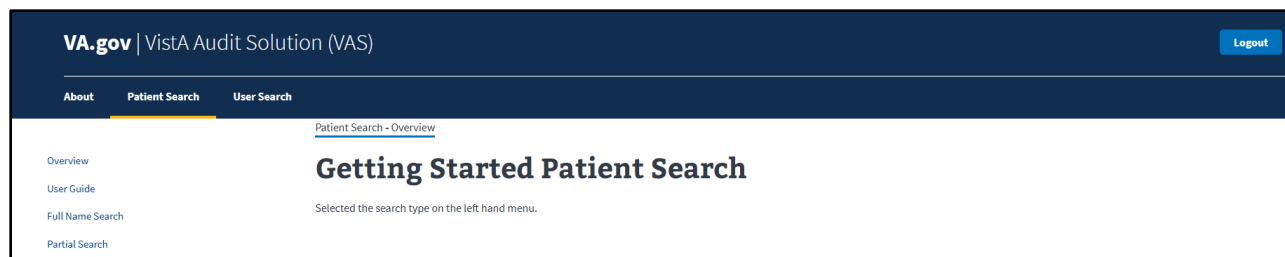 VA.gov | VistA Audit Solution (VAS)
Logout
About Patient Search User Search
Patient Search - Overview
Overview
User Guide
Full Name Search
Partial Search
Getting Started Patient Search
Selected the search type on the left hand menu.